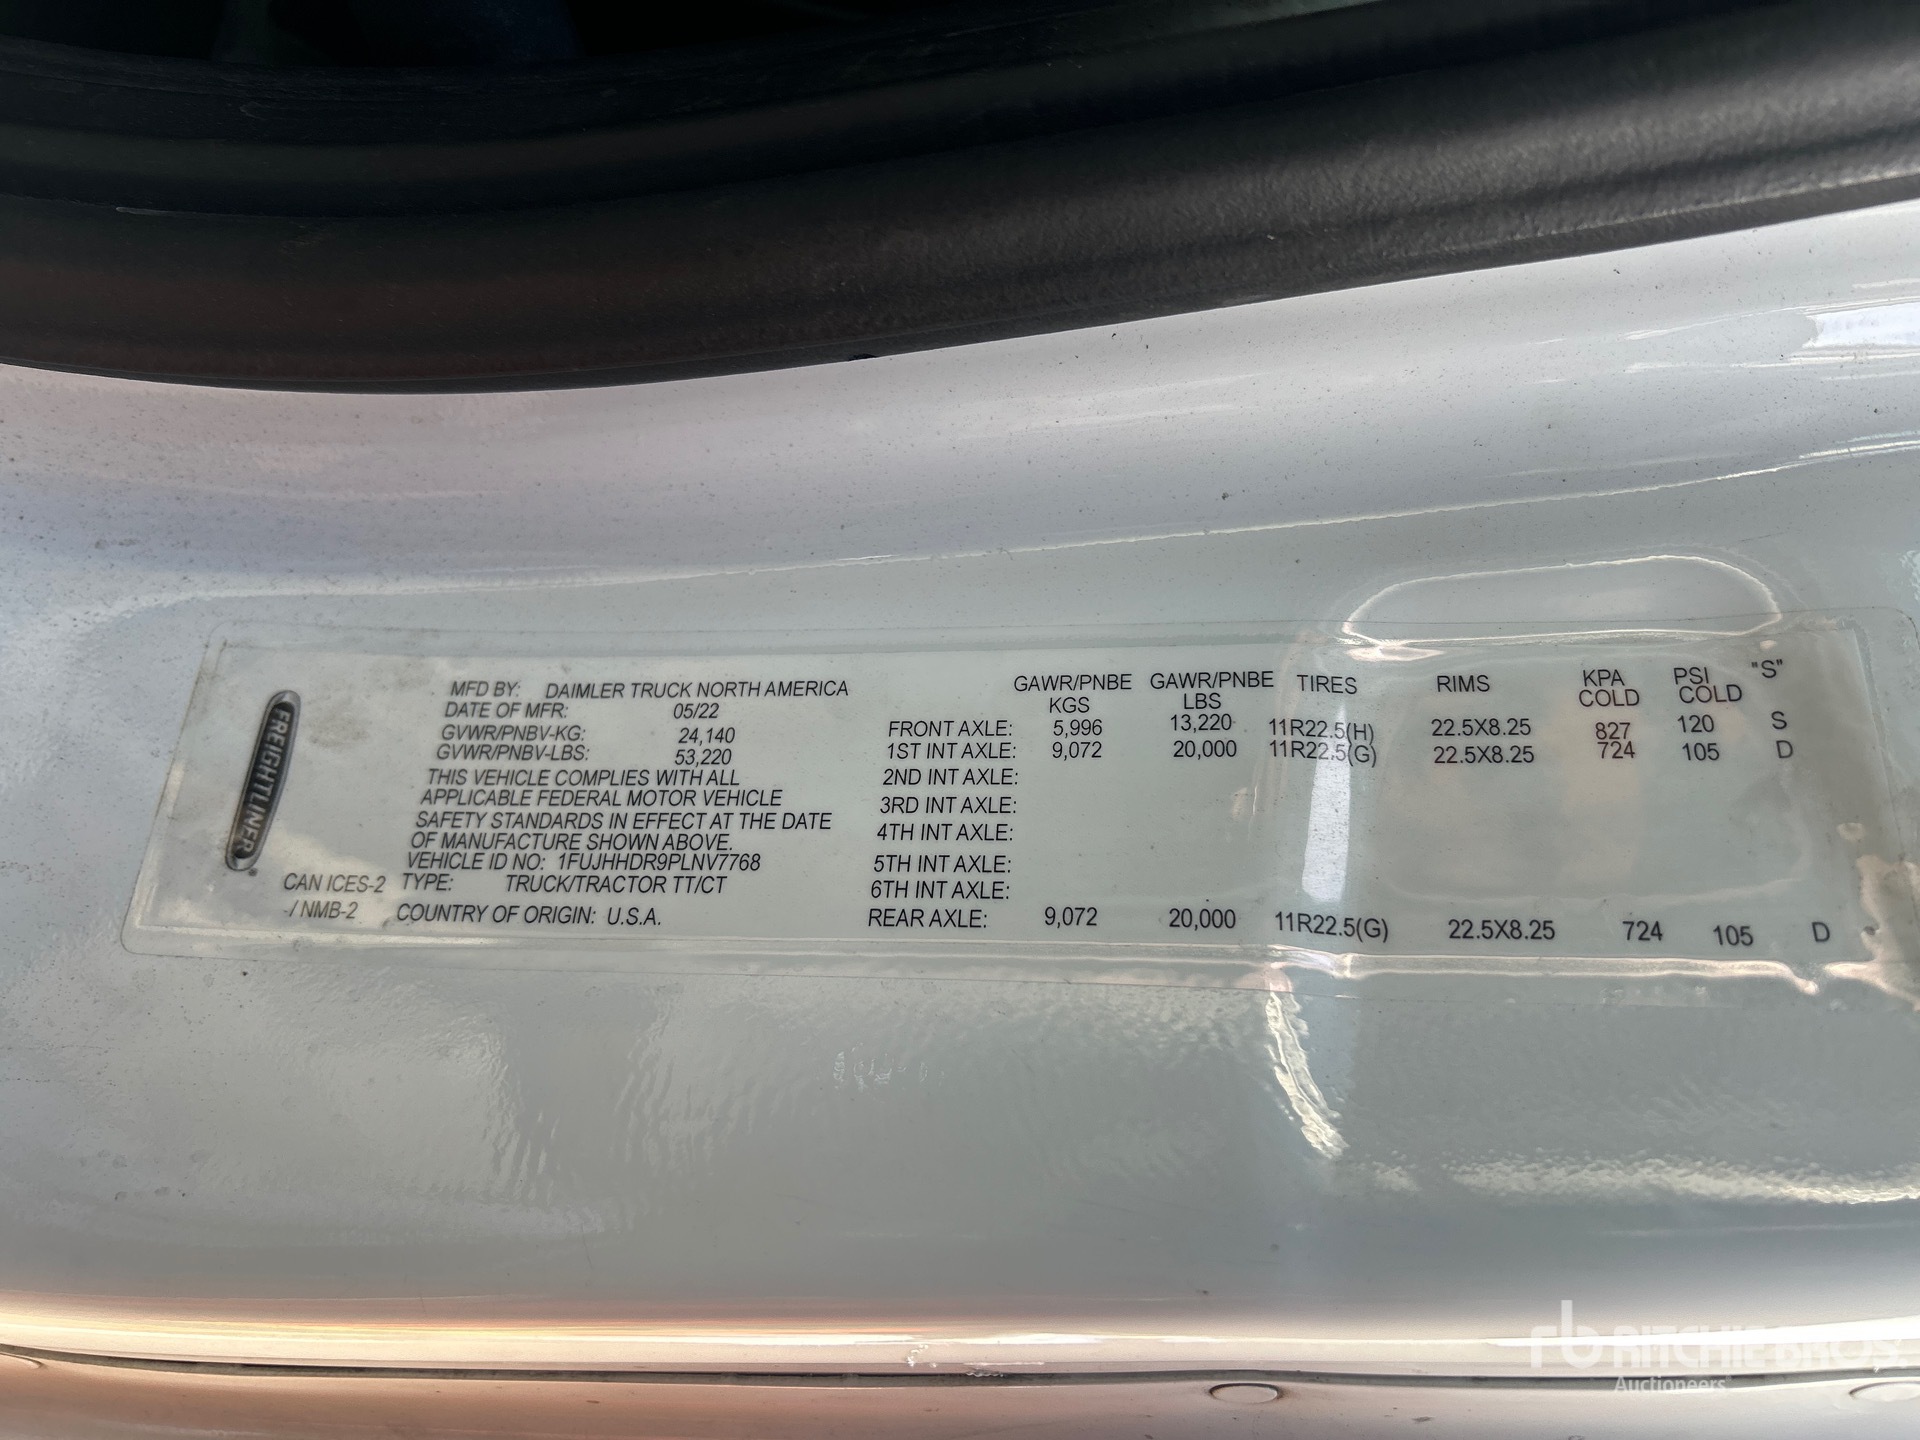 FREIGHTLINER
MFD BY: DAIMLER TRUCK NORTH AMERICA
DATE OF MFR: 05/22
GVWR/PNBV-KG: 24,140
GVWR/PNBV-LBS: 53,220
THIS VEHICLE COMPLIES WITH ALL
APPLICABLE FEDERAL MOTOR VEHICLE
SAFETY STANDARDS IN EFFECT AT THE DATE
OF MANUFACTURE SHOWN ABOVE.
VEHICLE ID NO: 1FUJHHDR9PLNV7768
CAN ICES-2 TYPE: TRUCK/TRACTOR TT/CT
/ NMB-2 COUNTRY OF ORIGIN: U.S.A.
GAWR/PNBE GAWR/PNBE TIRES RIMS KPA PSI "S"
KGS LBS COLD COLD
FRONT AXLE: 5,996 13,220 11R22.5(H) 22.5X8.25 827 120 S
1ST INT AXLE: 9,072 20,000 11R22.5(G) 22.5X8.25 724 105 D
2ND INT AXLE:
3RD INT AXLE:
4TH INT AXLE:
5TH INT AXLE:
6TH INT AXLE:
REAR AXLE: 9,072 20,000 11R22.5(G) 22.5X8.25 724 105 D
rb RITCHIE BROS
Auctioneers